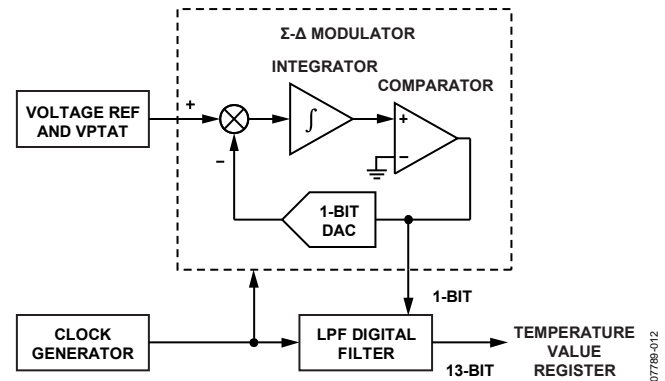 Σ-Δ MODULATOR
INTEGRATOR
COMPARATOR
VOLTAGE REF
AND VPTAT
+
−
∫
+
−
1-BIT
DAC
1-BIT
CLOCK
GENERATOR
LPF DIGITAL
FILTER
13-BIT
TEMPERATURE
VALUE
REGISTER
07789-012